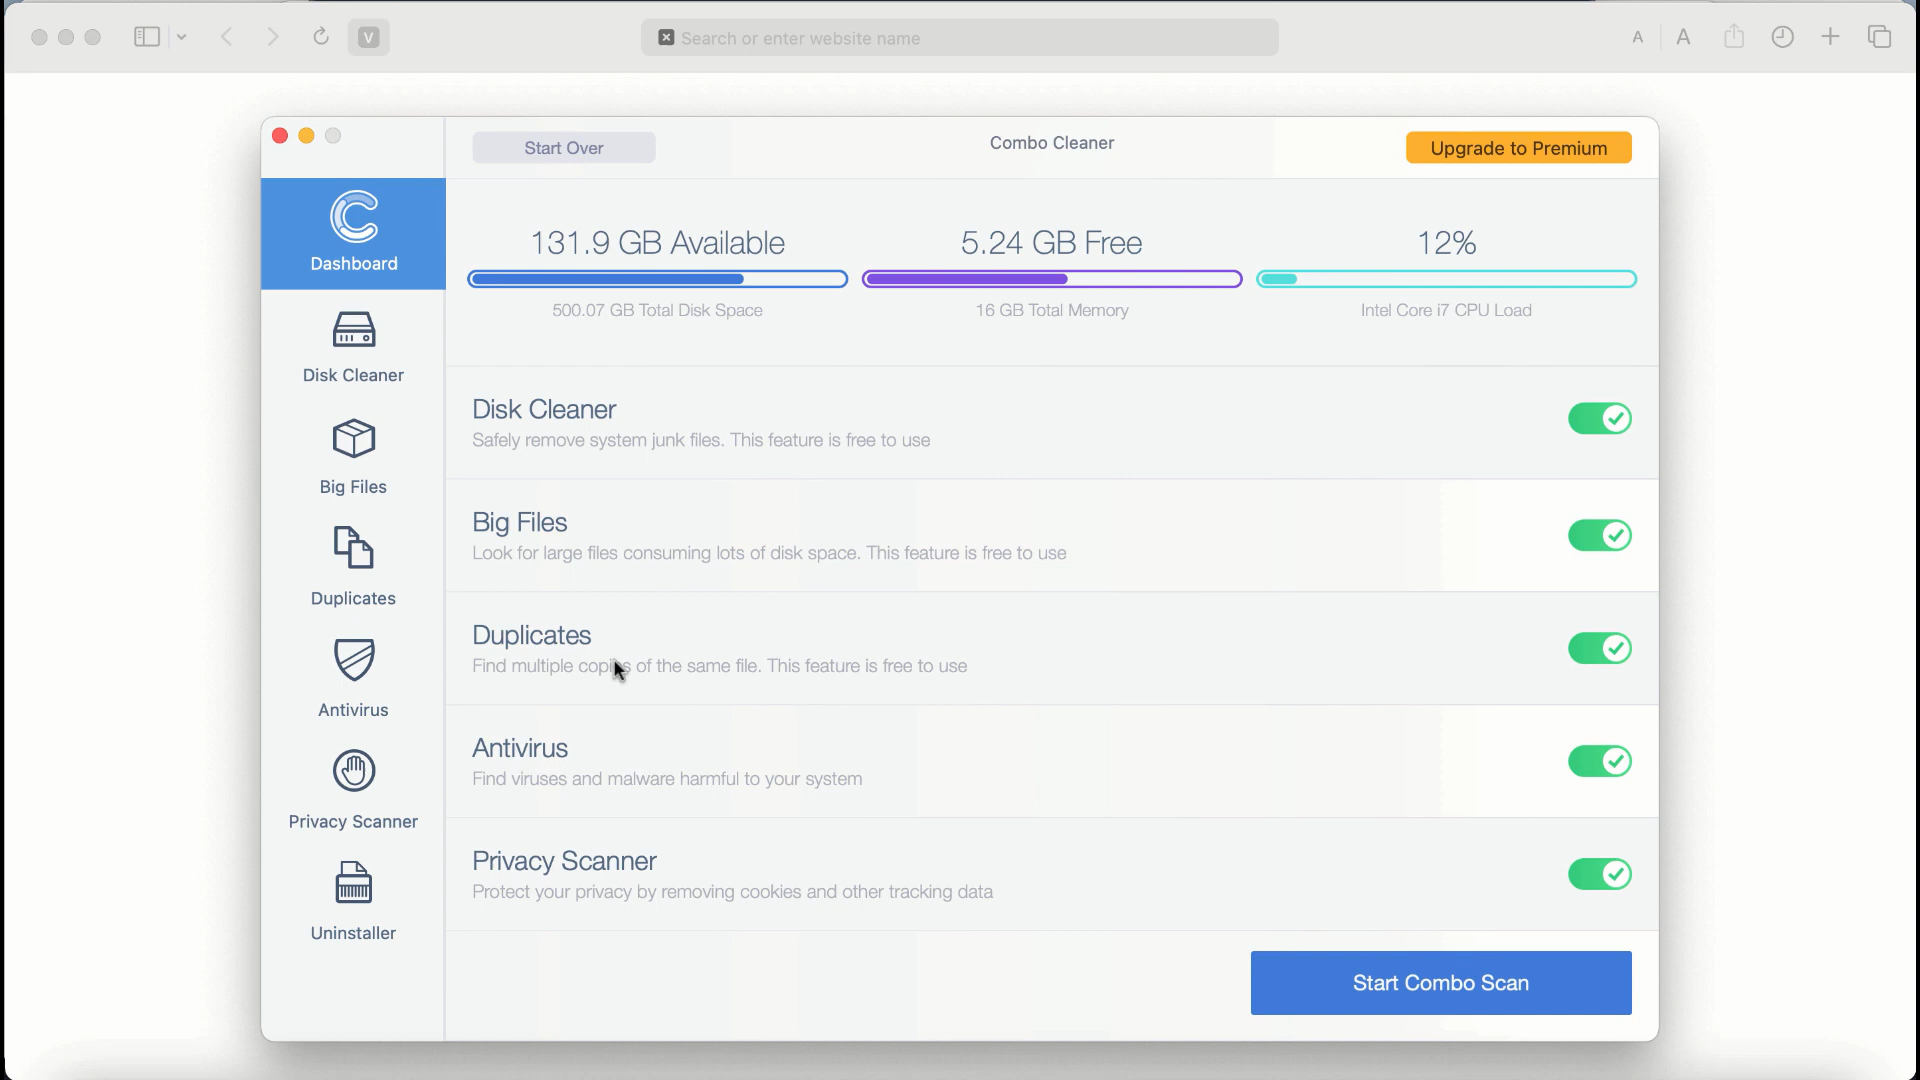 V
Search or enter website name
A
A
Start Over
Combo Cleaner
Upgrade to Premium
Dashboard
131.9 GB Available
5.24 GB Free
12%
500.07 GB Total Disk Space
16 GB Total Memory
Intel Core i7 CPU Load
Disk Cleaner
Disk Cleaner
Safely remove system junk files. This feature is free to use
Big Files
Big Files
Look for large files consuming lots of disk space. This feature is free to use
Duplicates
Duplicates
Find multiple copies of the same file. This feature is free to use
Antivirus
Antivirus
Find viruses and malware harmful to your system
Privacy Scanner
Privacy Scanner
Protect your privacy by removing cookies and other tracking data
Uninstaller
Start Combo Scan